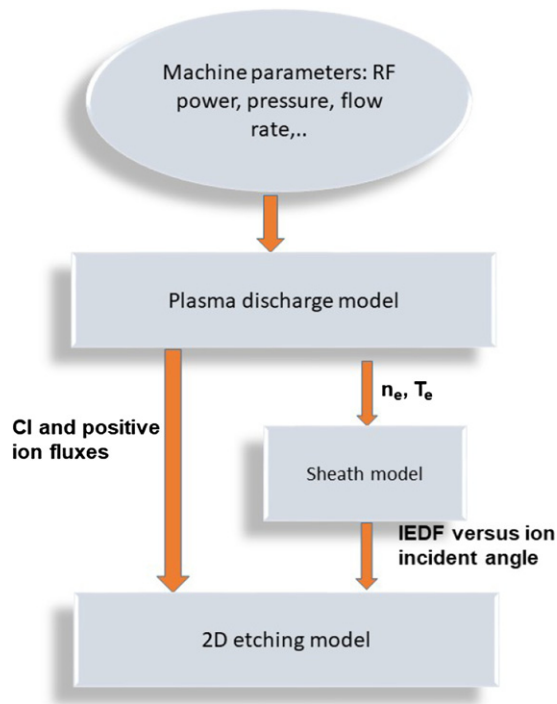 Machine parameters: RF
power, pressure, flow
rate,..
Plasma discharge model
Cl and positive
ion fluxes
nₑ, Tₑ
Sheath model
IEDF versus ion
incident angle
2D etching model